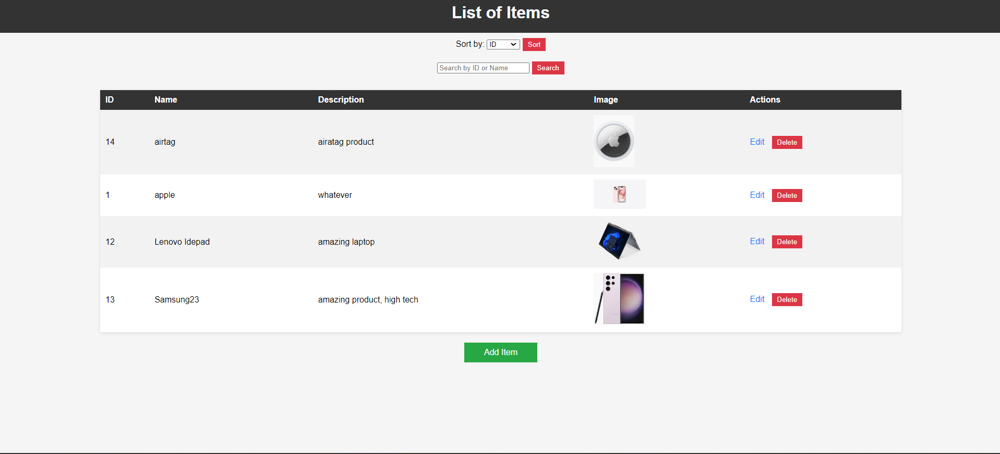 List of Items
Sort by: ID Sort
Search by ID or Name Search
ID Name Description Image Actions
14 airtag airatag product Edit Delete
1 apple whatever Edit Delete
12 Lenovo Idepad amazing laptop Edit Delete
13 Samsung23 amazing product, high tech Edit Delete
Add Item